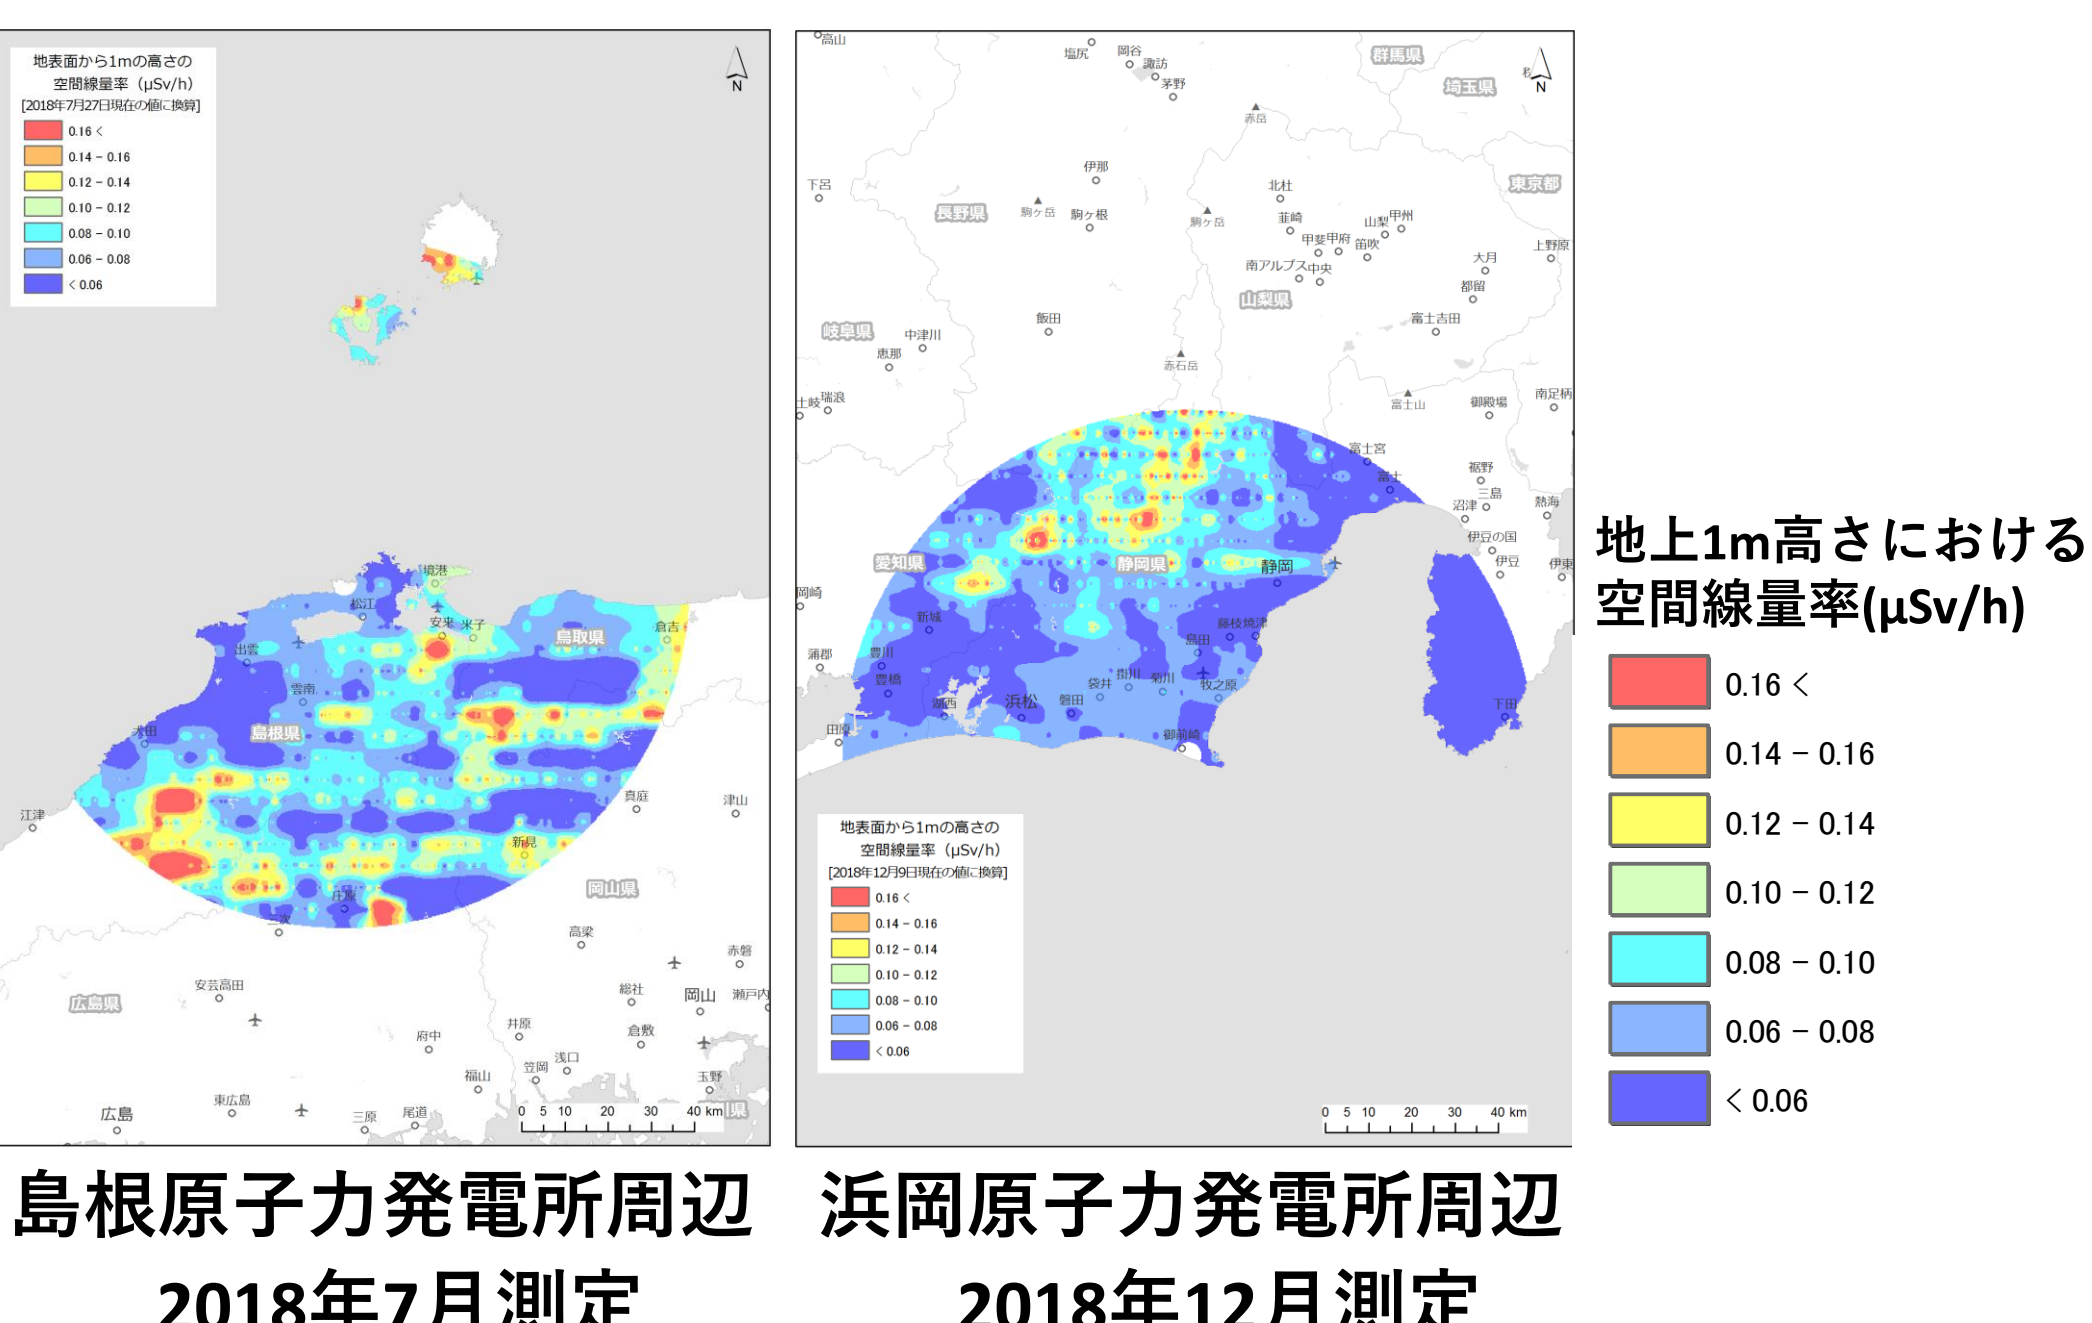 地表面から1mの高さの
空間線量率（μSv/h）
[2018年7月27日現在の値に換算]
0.16 <
0.14 - 0.16
0.12 - 0.14
0.10 - 0.12
0.08 - 0.10
0.06 - 0.08
< 0.06
N
境港
松江
安来 米子
鳥取県
倉吉
出雲
雲南
島根県
大田
江津
真庭
津山
新見
岡山県
庄原
三次
高梁
赤磐
安芸高田
広島県
総社
岡山
瀬戸内
府中
井原
倉敷
浅口
笠岡
福山
玉野
東広島
広島
三原
尾道
0 5 10 20 30 40 km
川県
島根原子力発電所周辺
2018年7月測定
高山
塩尻
岡谷
諏訪
茅野
群馬県
埼玉県
N
赤岳
伊那
下呂
北杜
東京都
長野県
駒ヶ岳
駒ヶ根
駒ヶ岳
韮崎
山梨
甲州
甲斐
甲府
笛吹
上野原
南アルプス
中央
大月
都留
山梨県
飯田
富士吉田
岐阜県
中津川
恵那
赤石岳
土岐
瑞浪
富士山
御殿場
南足柄
富士宮
富士
裾野
三島
沼津
熱海
伊豆の国
伊豆
伊東
愛知県
静岡県
静岡
岡崎
新城
藤枝
焼津
島田
蒲郡
豊川
豊橋
掛川
菊川
袋井
牧之原
湖西
浜松
磐田
下田
田原
御前崎
地表面から1mの高さの
空間線量率（μSv/h）
[2018年12月9日現在の値に換算]
0.16 <
0.14 - 0.16
0.12 - 0.14
0.10 - 0.12
0.08 - 0.10
0.06 - 0.08
< 0.06
0 5 10 20 30 40 km
浜岡原子力発電所周辺
2018年12月測定
地上1m高さにおける
空間線量率(μSv/h)
0.16 <
0.14 - 0.16
0.12 - 0.14
0.10 - 0.12
0.08 - 0.10
0.06 - 0.08
< 0.06